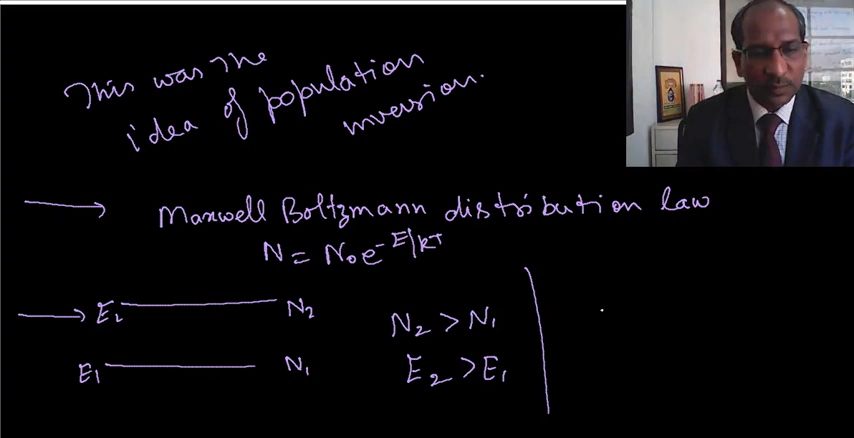 This was the
idea of population
inversion.
Maxwell Boltzmann distribution law
N = N₀e^-E/kT
E₂ N₂
E₁ N₁
N₂ > N₁
E₂ > E₁